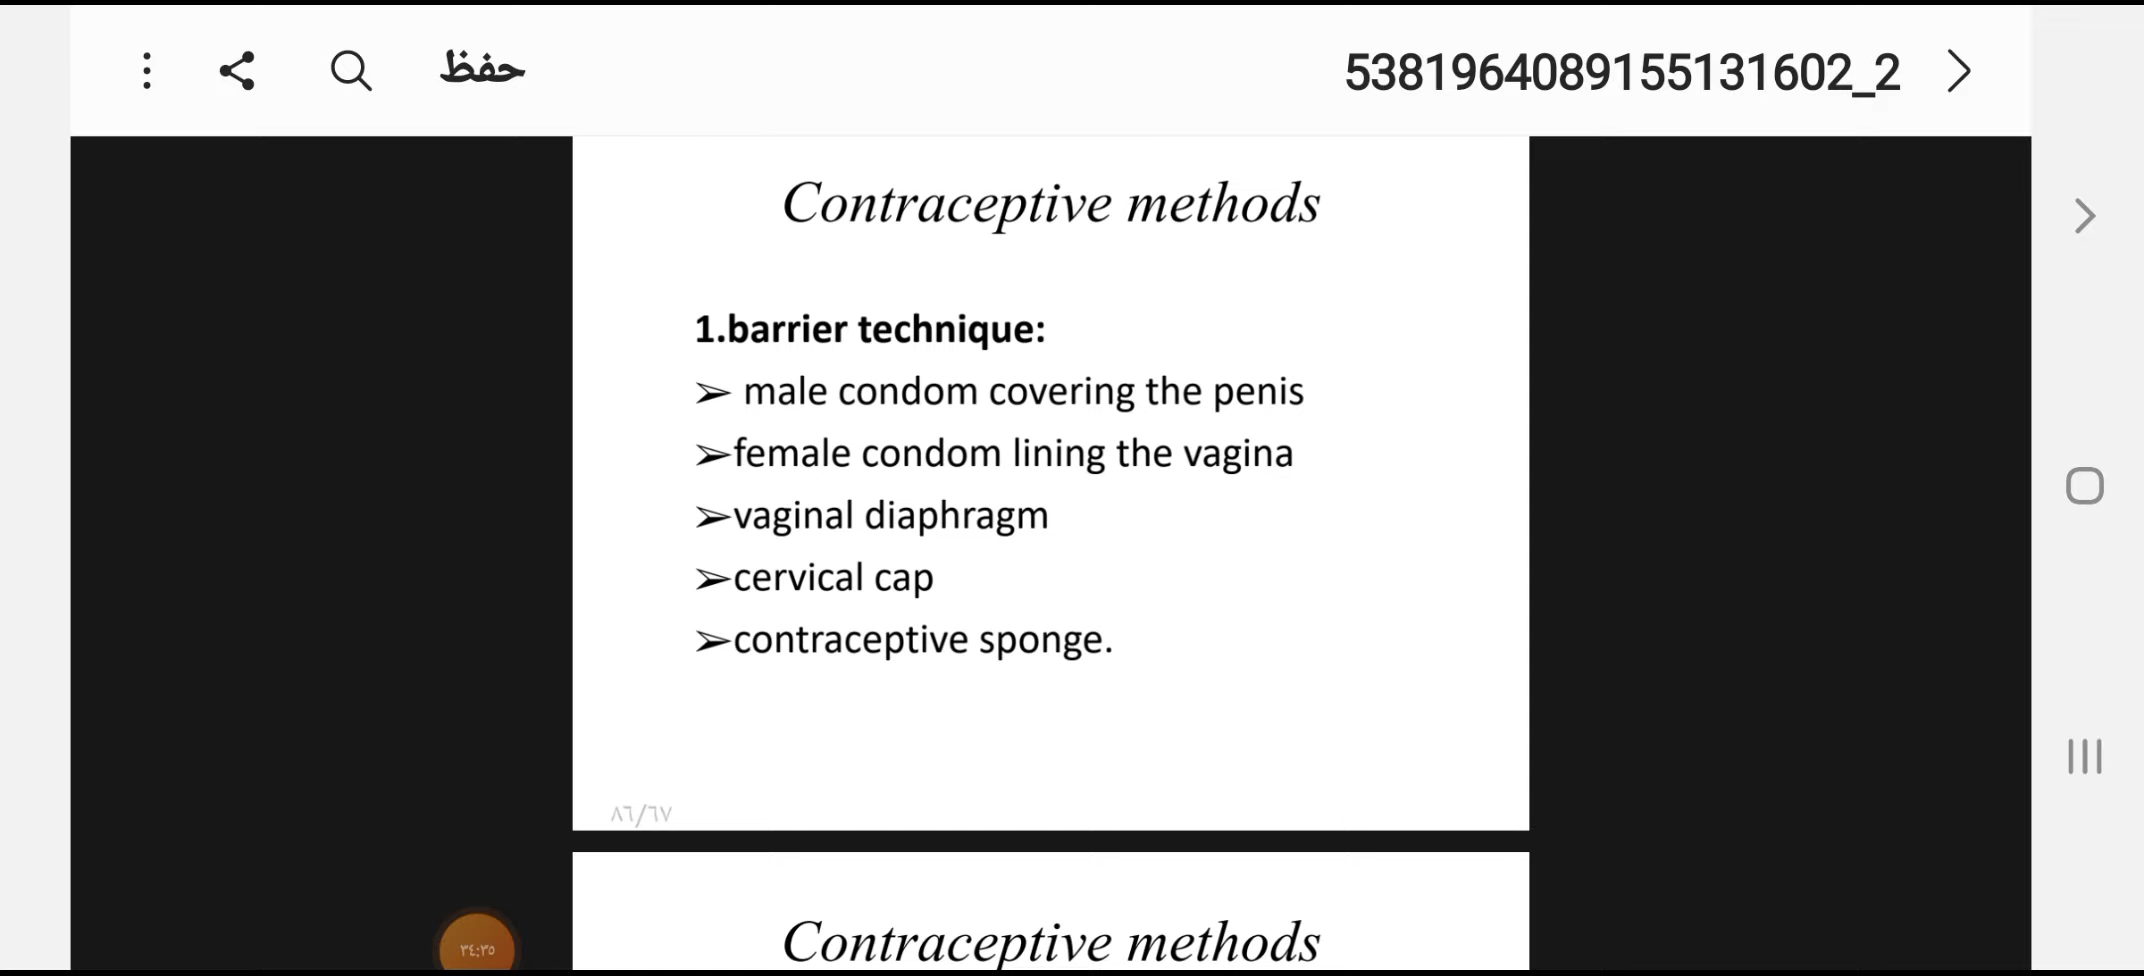 حفظ
5381964089155131602_2
Contraceptive methods
1.barrier technique:
➢ male condom covering the penis
➢female condom lining the vagina
➢vaginal diaphragm
➢cervical cap
➢contraceptive sponge.
٨٦/٦٧
Contraceptive methods
٣٤:٣٥